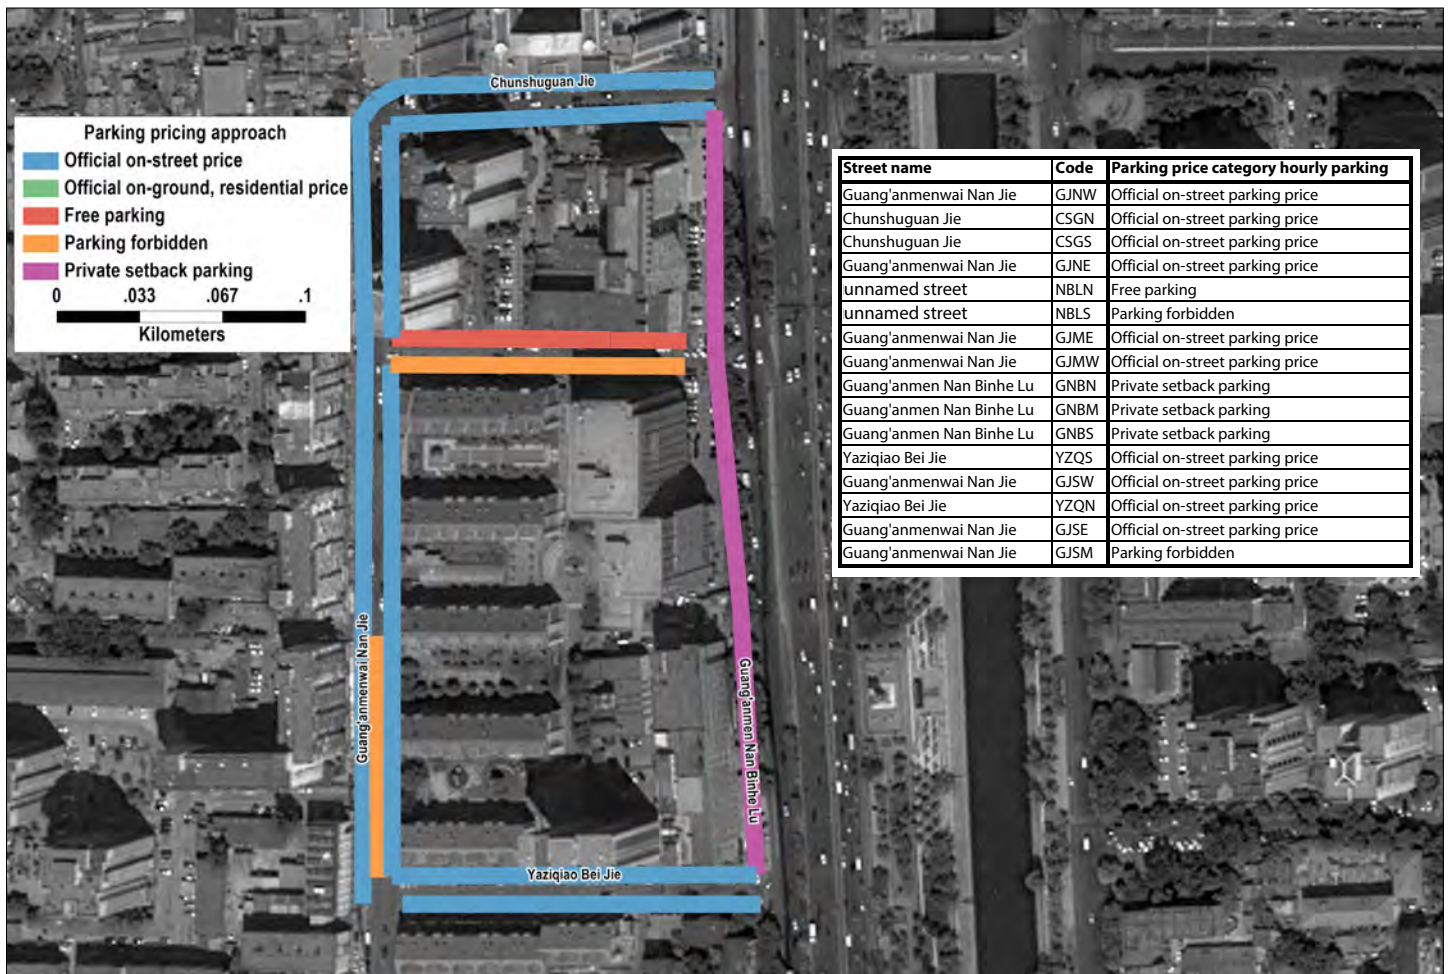 Chunshuguan Jie
Parking pricing approach
Official on-street price
Official on-ground, residential price
Free parking
Parking forbidden
Private setback parking
0 .033 .067 .1
Kilometers
Street name Code Parking price category hourly parking
Guang'anmenwai Nan Jie GJNW Official on-street parking price
Chunshuguan Jie CSGN Official on-street parking price
Chunshuguan Jie CSGS Official on-street parking price
Guang'anmenwai Nan Jie GJNE Official on-street parking price
unnamed street NBLN Free parking
unnamed street NBLS Parking forbidden
Guang'anmenwai Nan Jie GJME Official on-street parking price
Guang'anmenwai Nan Jie GJMW Official on-street parking price
Guang'anmen Nan Binhe Lu GNBN Private setback parking
Guang'anmen Nan Binhe Lu GNBM Private setback parking
Guang'anmen Nan Binhe Lu GNBS Private setback parking
Yaziqiao Bei Jie YZQS Official on-street parking price
Guang'anmenwai Nan Jie GJSW Official on-street parking price
Yaziqiao Bei Jie YZQN Official on-street parking price
Guang'anmenwai Nan Jie GJSE Official on-street parking price
Guang'anmenwai Nan Jie GJSM Parking forbidden
Guang'anmenwai Nan Jie
Guang'anmen Nan Binhe Lu
Yaziqiao Bei Jie